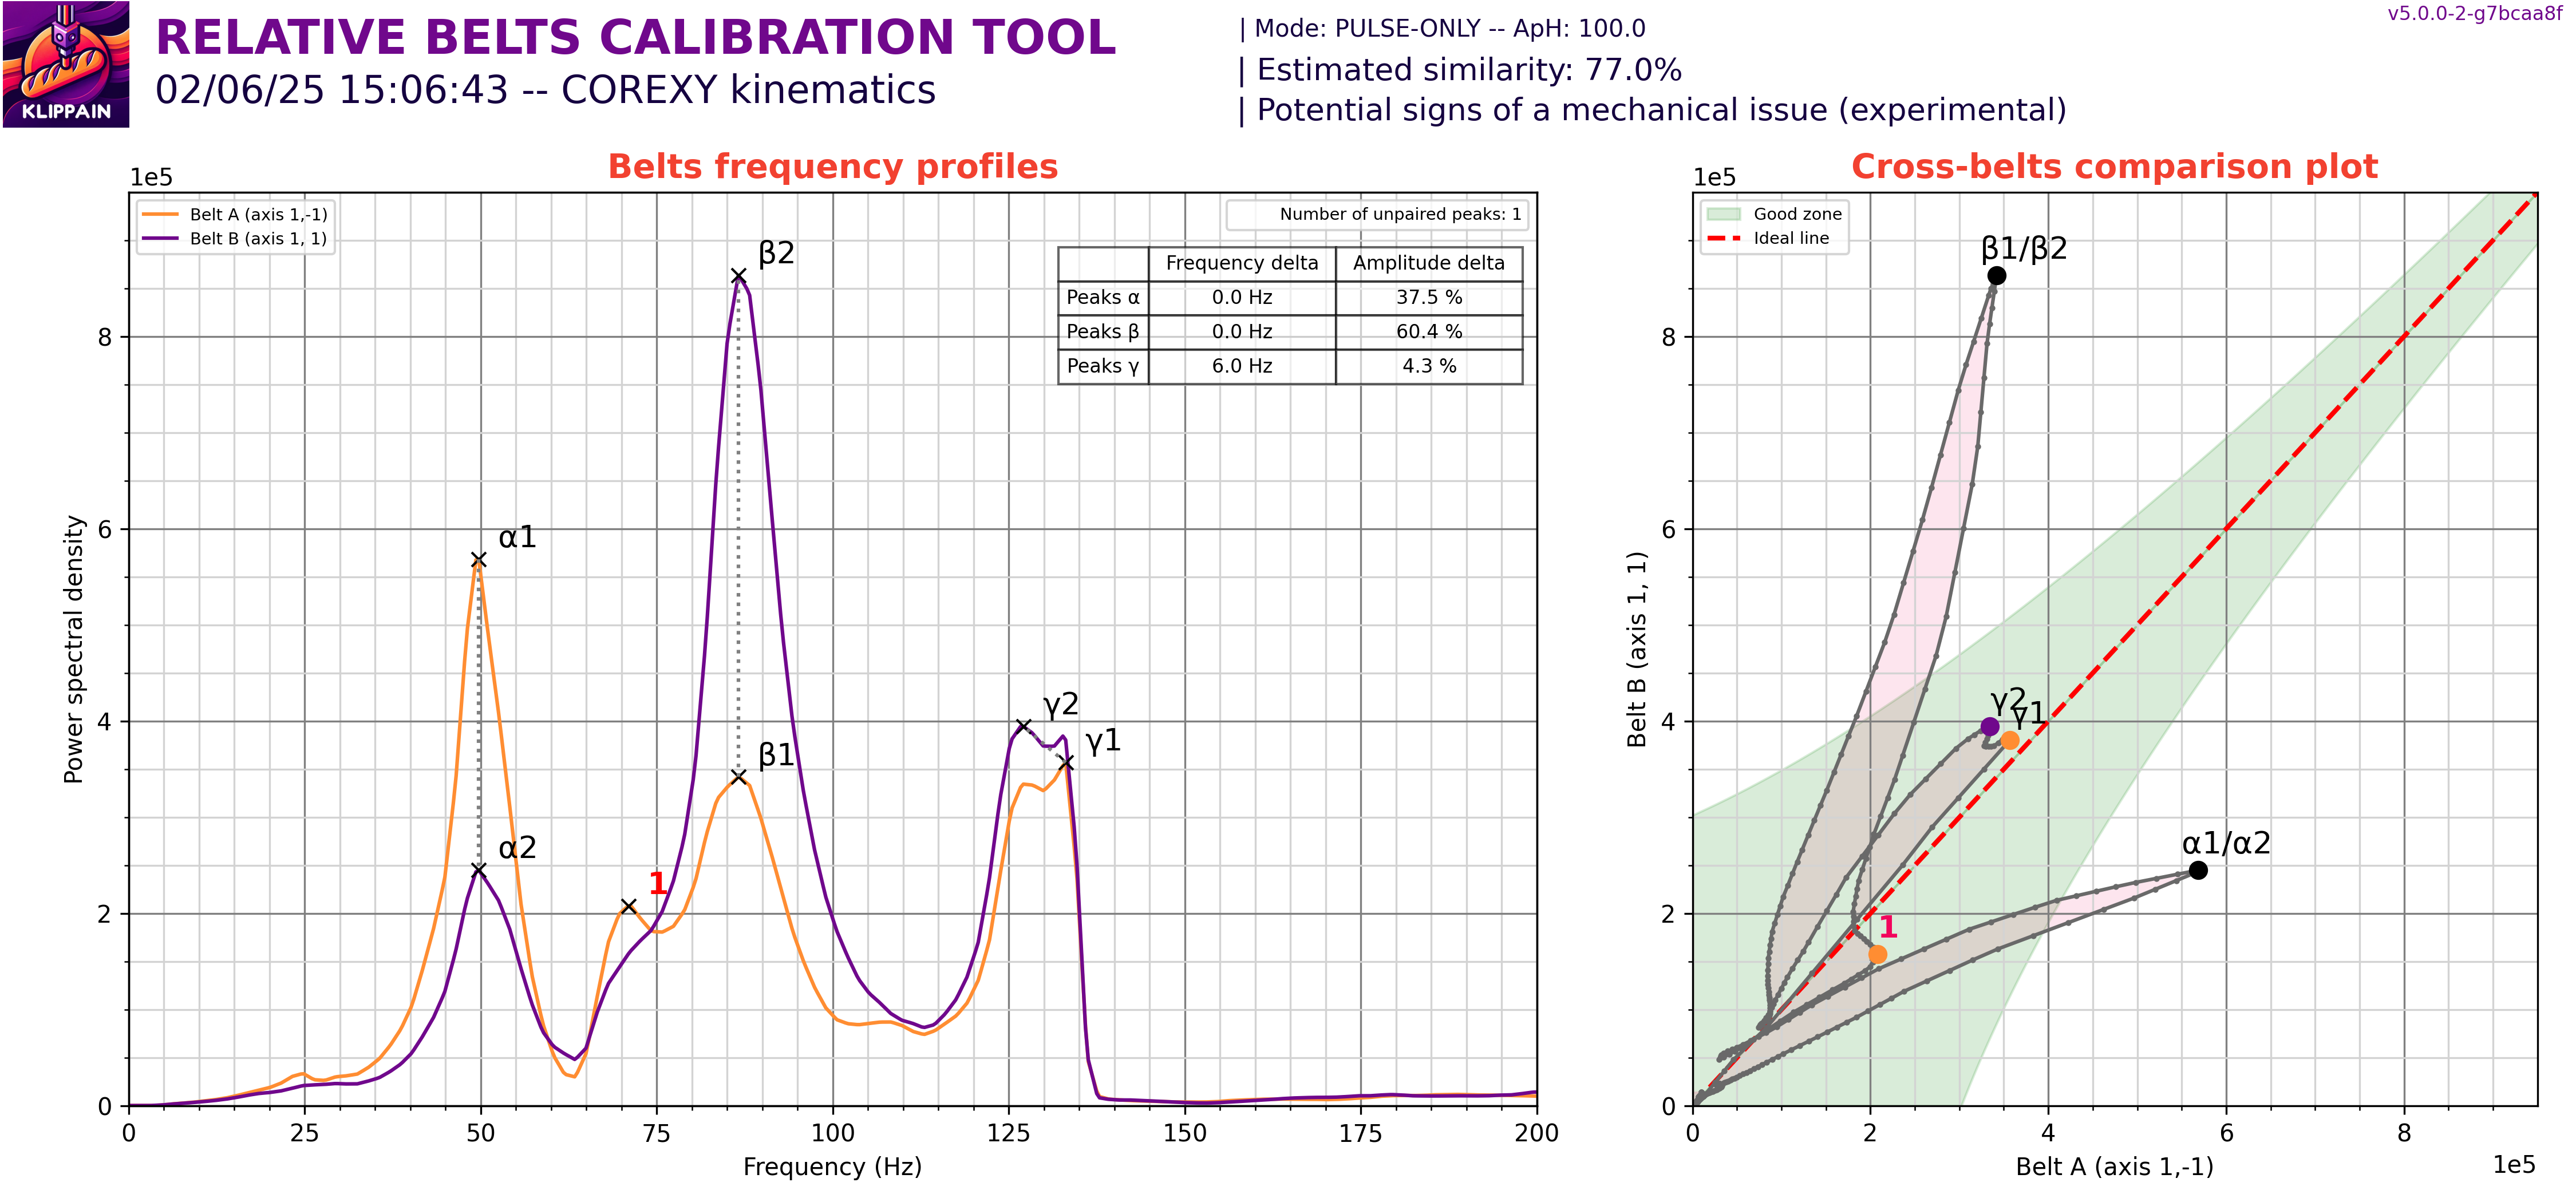 v5.0.0-2-g7bcaa8f
KLIPPAIN
RELATIVE BELTS CALIBRATION TOOL
02/06/25 15:06:43 -- COREXY kinematics
| Mode: PULSE-ONLY -- ApH: 100.0
| Estimated similarity: 77.0%
| Potential signs of a mechanical issue (experimental)
Belts frequency profiles
1e5
Belt A (axis 1,-1)
Belt B (axis 1, 1)
Number of unpaired peaks: 1
Frequency delta Amplitude delta
Peaks α 0.0 Hz 37.5 %
Peaks β 0.0 Hz 60.4 %
Peaks γ 6.0 Hz 4.3 %
β2
α1
γ2
γ1
β1
α2
1
Power spectral density
8
6
4
2
0
0 25 50 75 100 125 150 175 200
Frequency (Hz)
Cross-belts comparison plot
1e5
Good zone
Ideal line
β1/β2
γ2
γ1
α1/α2
1
Belt B (axis 1, 1)
8
6
4
2
0
0 2 4 6 8
Belt A (axis 1,-1)
1e5